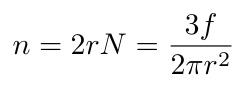 n = 2rN = \frac{3f}{2\pi r^2}